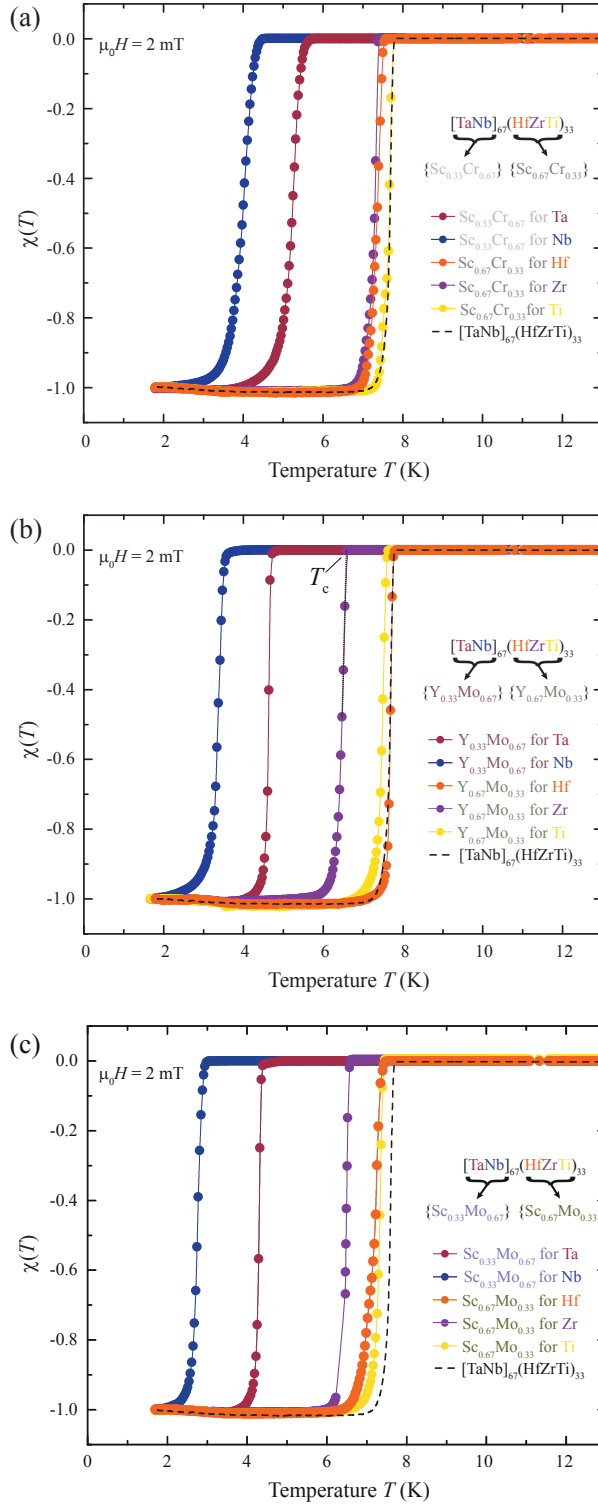 (a)
0.0
μ₀H = 2 mT
-0.2
[TaNb]₆₇(HfZrTi)₃₃
{Sc₀.₃₃Cr₀.₆₇} {Sc₀.₆₇Cr₀.₃₃}
-0.4
χ(T)
Sc₀.₃₃Cr₀.₆₇ for Ta
Sc₀.₃₃Cr₀.₆₇ for Nb
-0.6
Sc₀.₆₇Cr₀.₃₃ for Hf
Sc₀.₆₇Cr₀.₃₃ for Zr
Sc₀.₆₇Cr₀.₃₃for Ti
-0.8
[TaNb]₆₇(HfZrTi)₃₃
-1.0
0 2 4 6 8 10 12
Temperature T (K)
(b)
0.0
μ₀H = 2 mT
Tc
-0.2
[TaNb]₆₇(HfZrTi)₃₃
{Y₀.₃₃Mo₀.₆₇} {Y₀.₆₇Mo₀.₃₃}
-0.4
χ(T)
Y₀.₃₃Mo₀.₆₇ for Ta
Y₀.₃₃Mo₀.₆₇ for Nb
-0.6
Y₀.₆₇Mo₀.₃₃ for Hf
Y₀.₆₇Mo₀.₃₃ for Zr
Y₀.₆₇Mo₀.₃₃ for Ti
-0.8
[TaNb]₆₇(HfZrTi)₃₃
-1.0
0 2 4 6 8 10 12
Temperature T (K)
(c)
0.0
μ₀H = 2 mT
-0.2
[TaNb]₆₇(HfZrTi)₃₃
{Sc₀.₃₃Mo₀.₆₇} {Sc₀.₆₇Mo₀.₃₃}
-0.4
χ(T)
Sc₀.₃₃Mo₀.₆₇ for Ta
Sc₀.₃₃Mo₀.₆₇ for Nb
-0.6
Sc₀.₆₇Mo₀.₃₃ for Hf
Sc₀.₆₇Mo₀.₃₃ for Zr
Sc₀.₆₇Mo₀.₃₃ for Ti
-0.8
[TaNb]₆₇(HfZrTi)₃₃
-1.0
0 2 4 6 8 10 12
Temperature T (K)